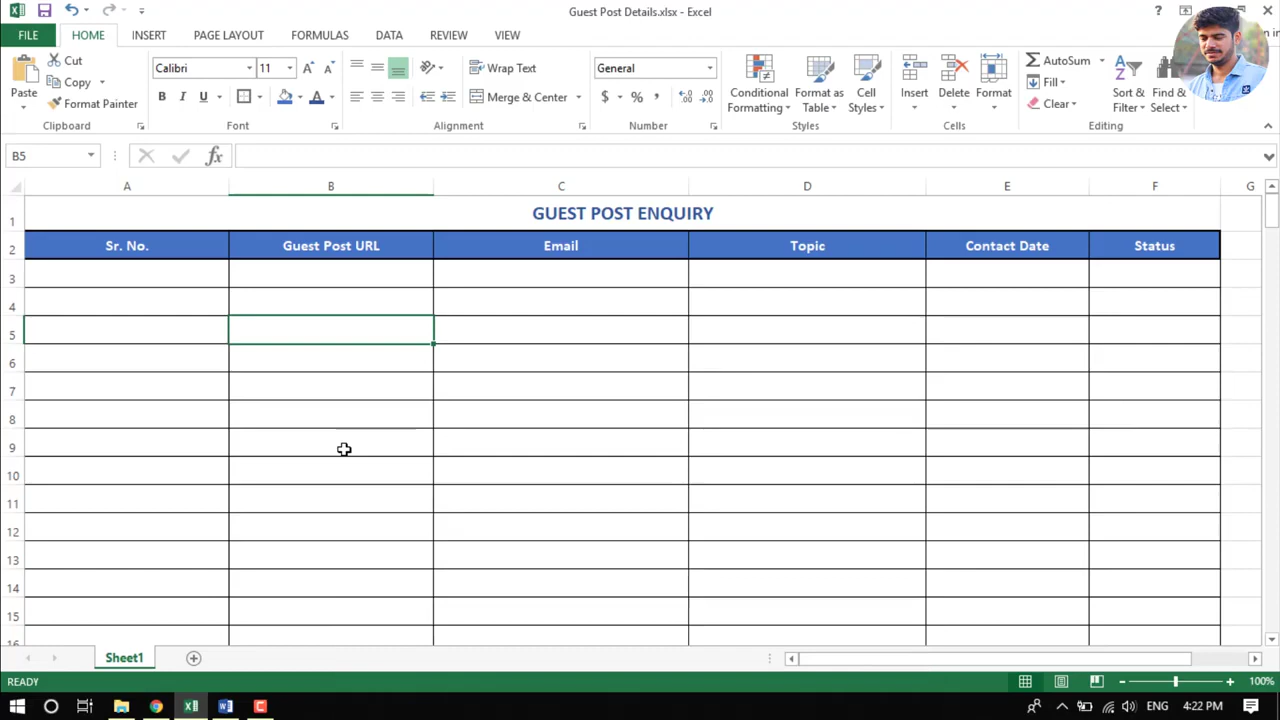 Guest Post Details.xlsx - Excel
?
FILE HOME INSERT PAGE LAYOUT FORMULAS DATA REVIEW VIEW
Paste
Cut
Copy
Format Painter
Clipboard
Calibri 11
B I U A
Font
Wrap Text
Merge & Center
Alignment
General
$ % ,
Number
Conditional Formatting
Format as Table
Cell Styles
Styles
Insert
Delete
Format
Cells
AutoSum
Fill
Clear
Sort & Filter
Find & Select
Editing
B5 fx
A B C D E F G
1 GUEST POST ENQUIRY
2 Sr. No. Guest Post URL Email Topic Contact Date Status
3
4
5
6
7
8
9
10
11
12
13
14
15
16
Sheet1
READY 100%
ENG 4:22 PM